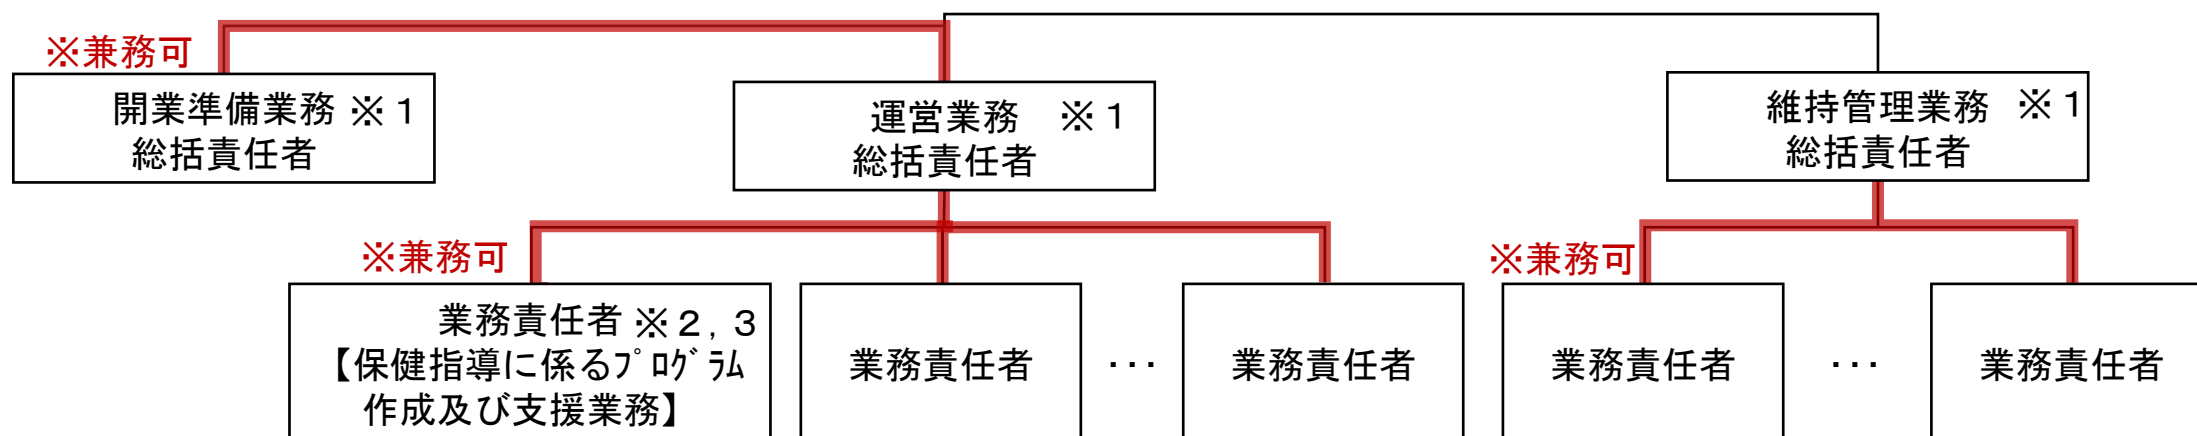 ※兼務可
開業準備業務 ※1
総括責任者
運営業務 ※1
総括責任者
維持管理業務 ※1
総括責任者
※兼務可
業務責任者 ※2,3
【保健指導に係るﾌﾟﾛｸﾞﾗﾑ
作成及び支援業務】
業務責任者
･･･
業務責任者
※兼務可
業務責任者
･･･
業務責任者